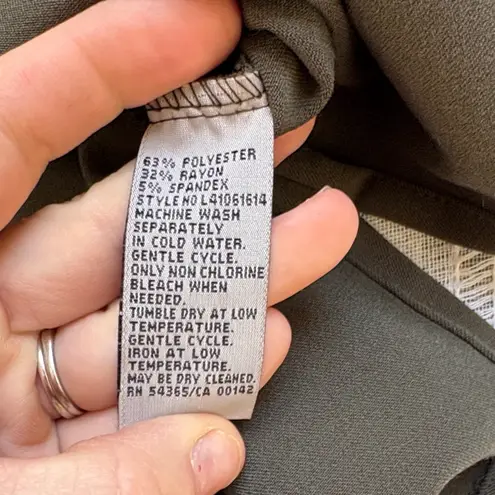 63% POLYESTER
32% RAYON
5% SPANDEX
STYLE NO L41061614
MACHINE WASH
SEPARATELY
IN COLD WATER.
GENTLE CYCLE.
ONLY NON CHLORINE
BLEACH WHEN
NEEDED.
TUMBLE DRY AT LOW
TEMPERATURE.
GENTLE CYCLE.
IRON AT LOW
TEMPERATURE.
MAY BE DRY CLEANED.
RN 54365/CA 00142